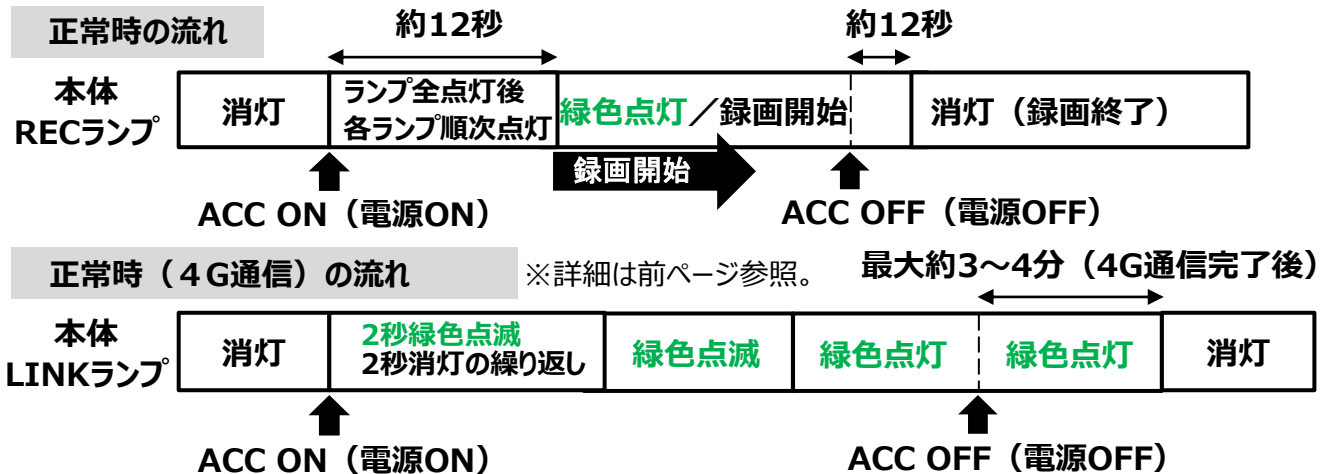 正常時の流れ
約12秒
約12秒
本体
RECランプ
消灯
ランプ全点灯後
各ランプ順次点灯
緑色点灯／録画開始
消灯（録画終了）
録画開始
ACC ON（電源ON）
ACC OFF（電源OFF）
正常時（４G通信）の流れ
※詳細は前ページ参照。
最大約3～4分（4G通信完了後）
本体
LINKランプ
消灯
2秒緑色点滅
2秒消灯の繰り返し
緑色点滅
緑色点灯
緑色点灯
消灯
ACC ON（電源ON）
ACC OFF（電源OFF）